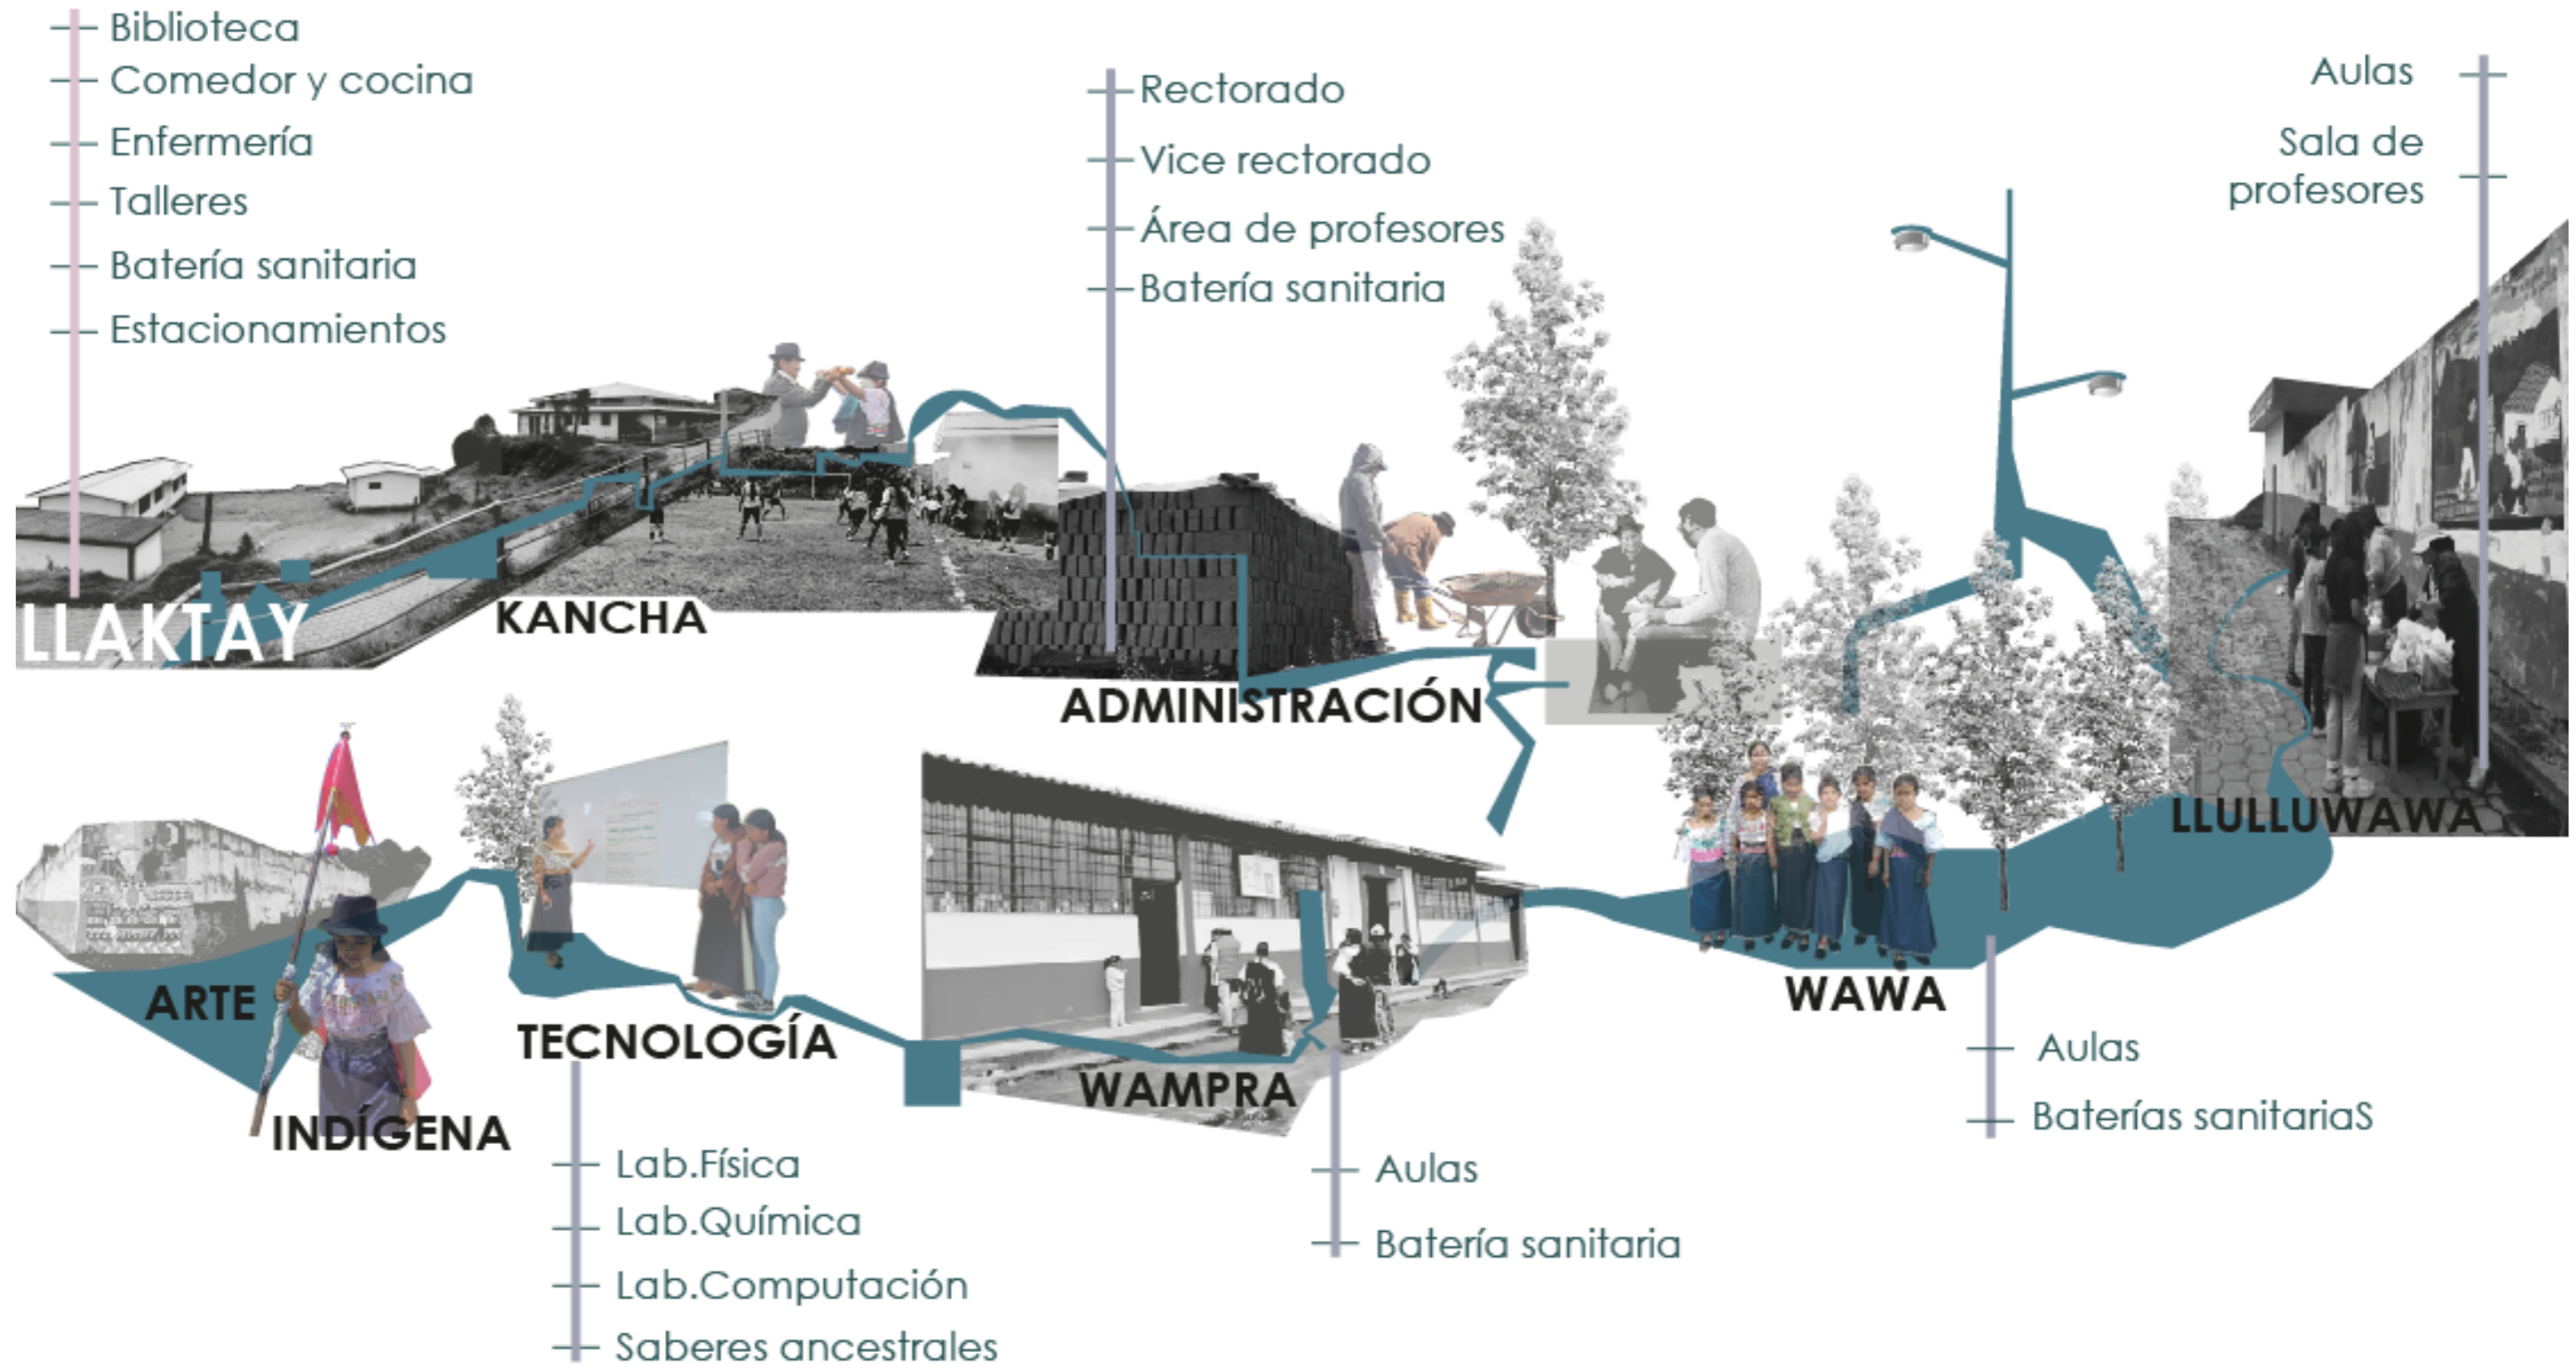 Biblioteca
Comedor y cocina
Enfermería
Talleres
Batería sanitaria
Estacionamientos
LLAKTAY
KANCHA
Rectorado
Vice rectorado
Área de profesores
Batería sanitaria
ADMINISTRACIÓN
Aulas
Sala de
profesores
LLULLUWAWA
ARTE
INDÍGENA
TECNOLOGÍA
Lab.Física
Lab.Química
Lab.Computación
Saberes ancestrales
WAMPRA
Aulas
Batería sanitaria
WAWA
Aulas
Baterías sanitariaS